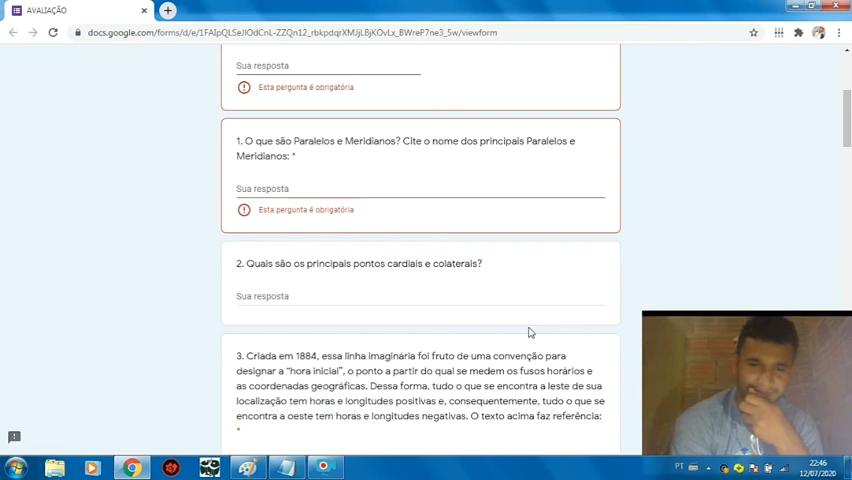 AVALIAÇÃO
docs.google.com/forms/d/e/1FAIpQLSeJIOdCnL-ZZQn12_rbkpdqrXMJjLBjKOvLx_BWreP7ne3_5w/viewform
Sua resposta
Esta pergunta é obrigatória
1. O que são Paralelos e Meridianos? Cite o nome dos principais Paralelos e
Meridianos: *
Sua resposta
Esta pergunta é obrigatória
2. Quais são os principais pontos cardiais e colaterais?
Sua resposta
3. Criada em 1884, essa linha imaginária foi fruto de uma convenção para
designar a “hora inicial”, o ponto a partir do qual se medem os fusos horários e
as coordenadas geográficas. Dessa forma, tudo o que se encontra a leste de sua
localização tem horas e longitudes positivas e, consequentemente, tudo o que se
encontra a oeste tem horas e longitudes negativas. O texto acima faz referência:
*
PT
22:46
12/07/2020